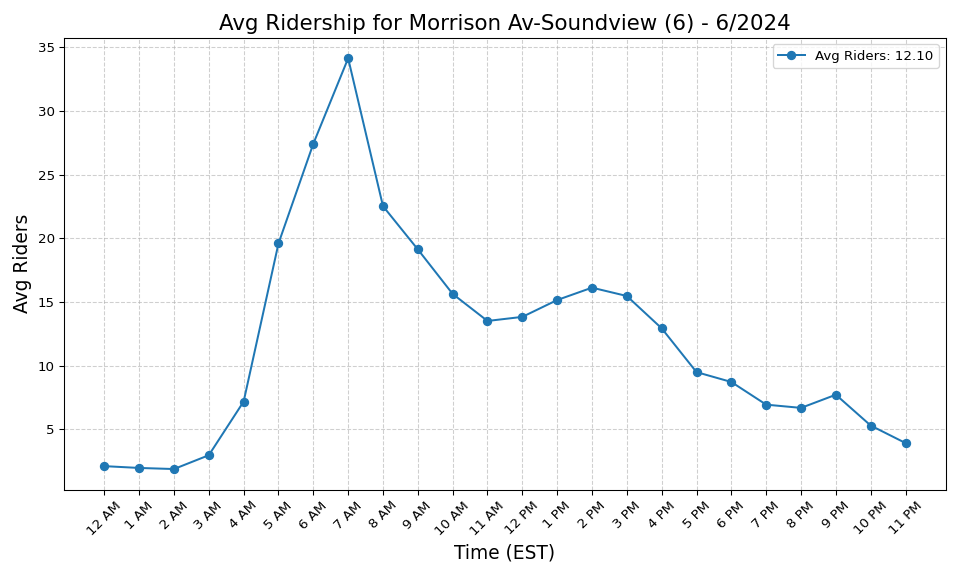 Avg Ridership for Morrison Av-Soundview (6) - 6/2024
Avg Riders: 12.10
35
30
25
20
15
10
5
Avg Riders
12 AM
1 AM
2 AM
3 AM
4 AM
5 AM
6 AM
7 AM
8 AM
9 AM
10 AM
11 AM
12 PM
1 PM
2 PM
3 PM
4 PM
5 PM
6 PM
7 PM
8 PM
9 PM
10 PM
11 PM
Time (EST)